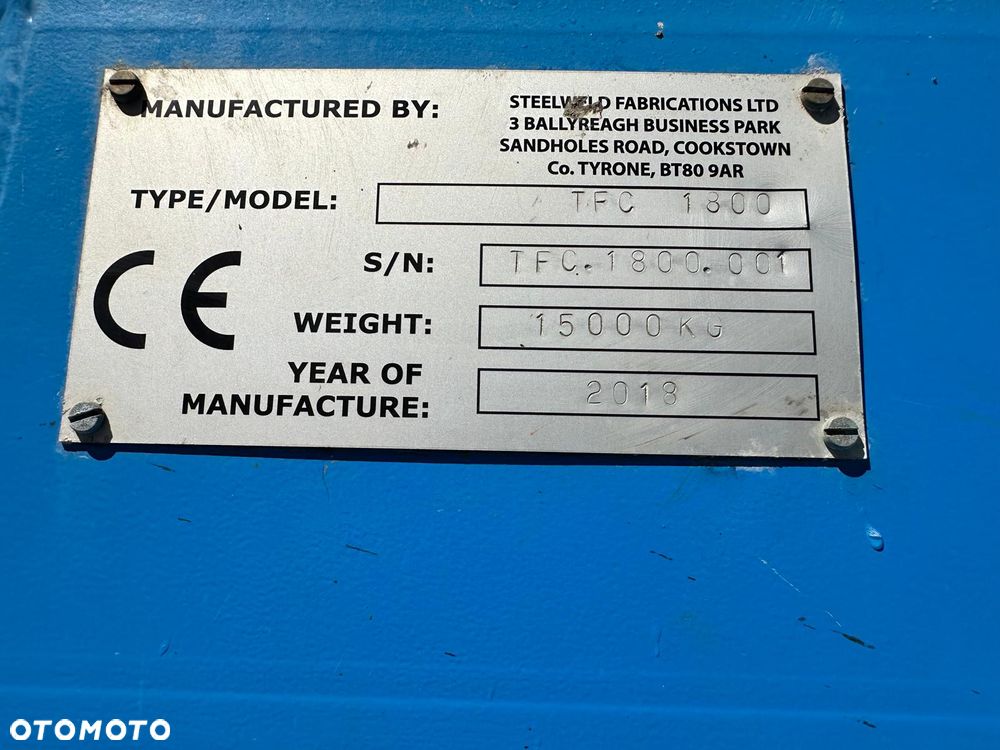 MANUFACTURED BY:
STEELWELD FABRICATIONS LTD
3 BALLYREAGH BUSINESS PARK
SANDHOLES ROAD, COOKSTOWN
Co. TYRONE, BT80 9AR
TYPE/MODEL: TFC 1800
S/N: TFC.1800.001
WEIGHT: 15000KG
YEAR OF
MANUFACTURE: 2018
CE
OTOMOTO